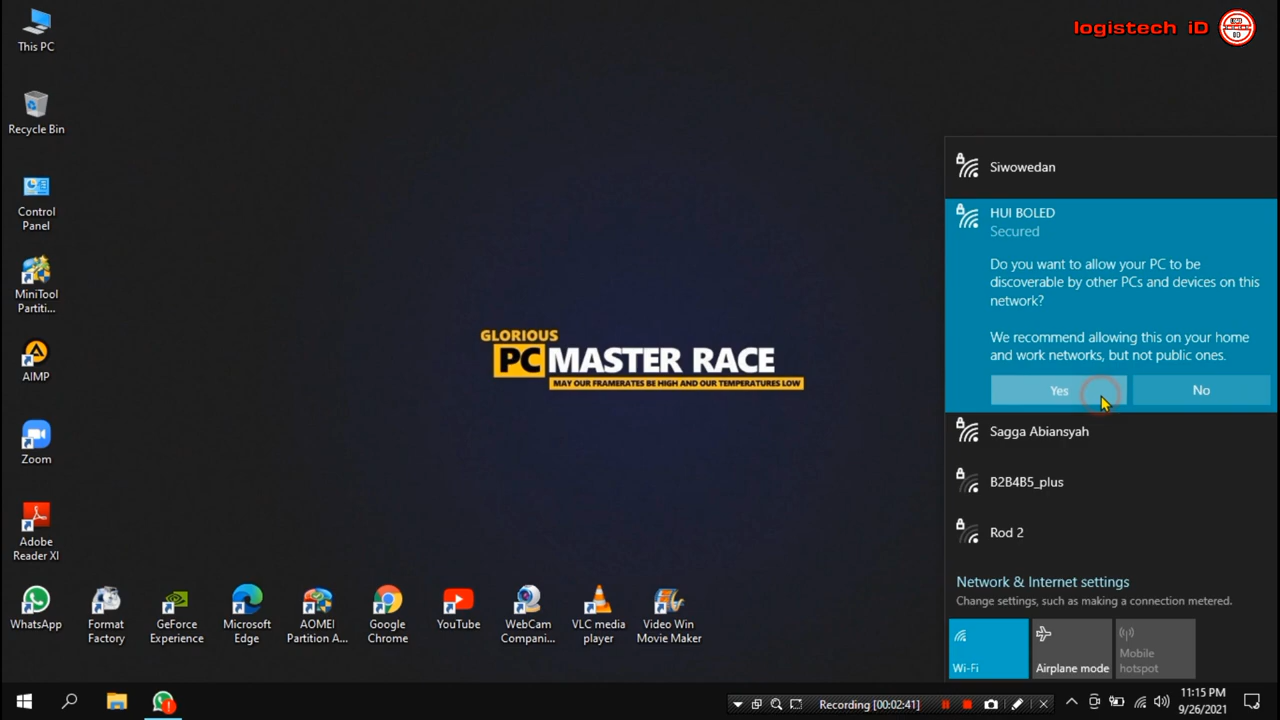 logistech iD
This PC
Recycle Bin
Control
Panel
MiniTool
Partiti...
AIMP
Zoom
Adobe
Reader XI
WhatsApp
Format
Factory
GeForce
Experience
Microsoft
Edge
AOMEI
Partition A...
Google
Chrome
YouTube
WebCam
Compani...
VLC media
player
Video Win
Movie Maker
GLORIOUS
PC MASTER RACE
MAY OUR FRAMERATES BE HIGH AND OUR TEMPERATURES LOW
Siwowedan
HUI BOLED
Secured
Do you want to allow your PC to be
discoverable by other PCs and devices on this
network?
We recommend allowing this on your home
and work networks, but not public ones.
Yes
No
Sagga Abiansyah
B2B4B5_plus
Rod 2
Network & Internet settings
Change settings, such as making a connection metered.
Wi-Fi
Airplane mode
Mobile
hotspot
Recording [00:02:41]
11:15 PM
9/26/2021